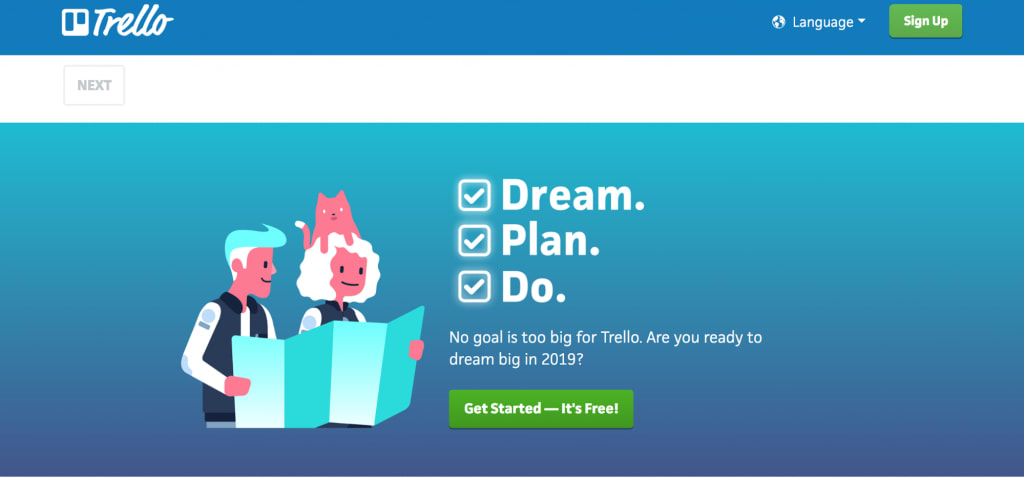 Trello
Language
Sign Up
NEXT
Dream.
Plan.
Do.
No goal is too big for Trello. Are you ready to
dream big in 2019?
Get Started — It's Free!